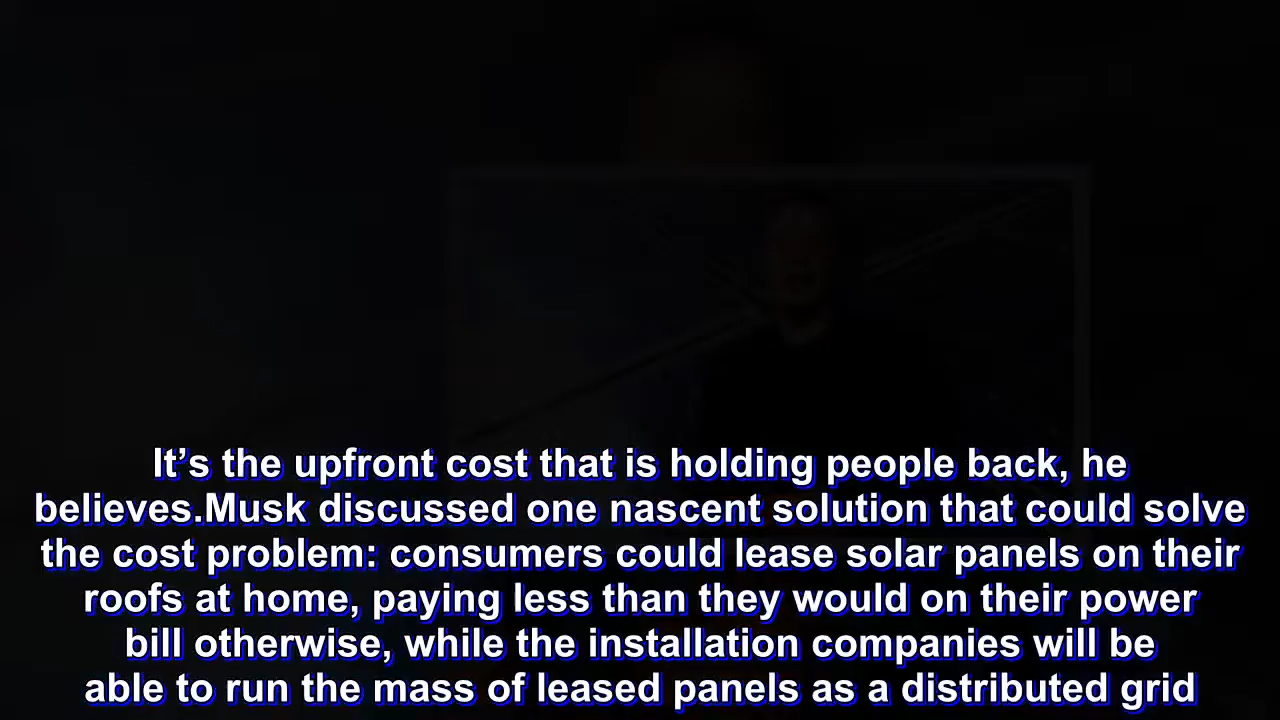 It’s the upfront cost that is holding people back, he
believes.Musk discussed one nascent solution that could solve
the cost problem: consumers could lease solar panels on their
roofs at home, paying less than they would on their power
bill otherwise, while the installation companies will be
able to run the mass of leased panels as a distributed grid